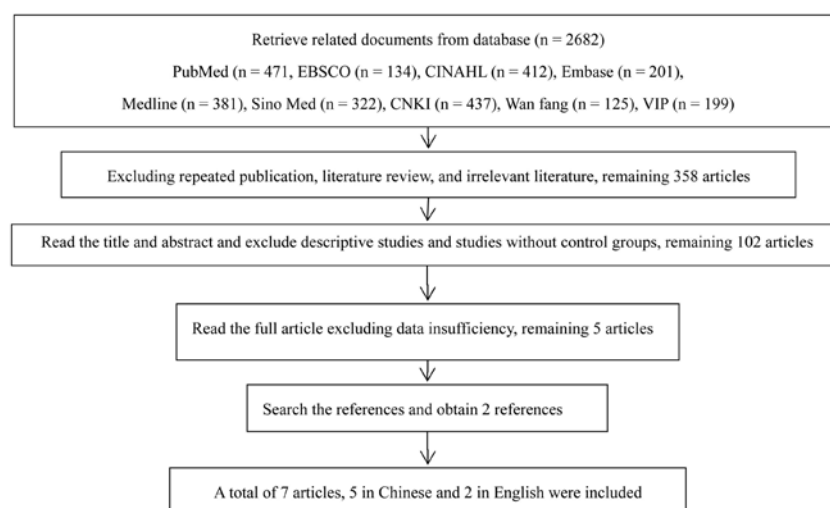 Retrieve related documents from database (n = 2682)
PubMed (n = 471, EBSCO (n = 134), CINAHL (n = 412), Embase (n = 201),
Medline (n = 381), Sino Med (n = 322), CNKI (n = 437), Wan fang (n = 125), VIP (n = 199)
Excluding repeated publication, literature review, and irrelevant literature, remaining 358 articles
Read the title and abstract and exclude descriptive studies and studies without control groups, remaining 102 articles
Read the full article excluding data insufficiency, remaining 5 articles
Search the references and obtain 2 references
A total of 7 articles, 5 in Chinese and 2 in English were included